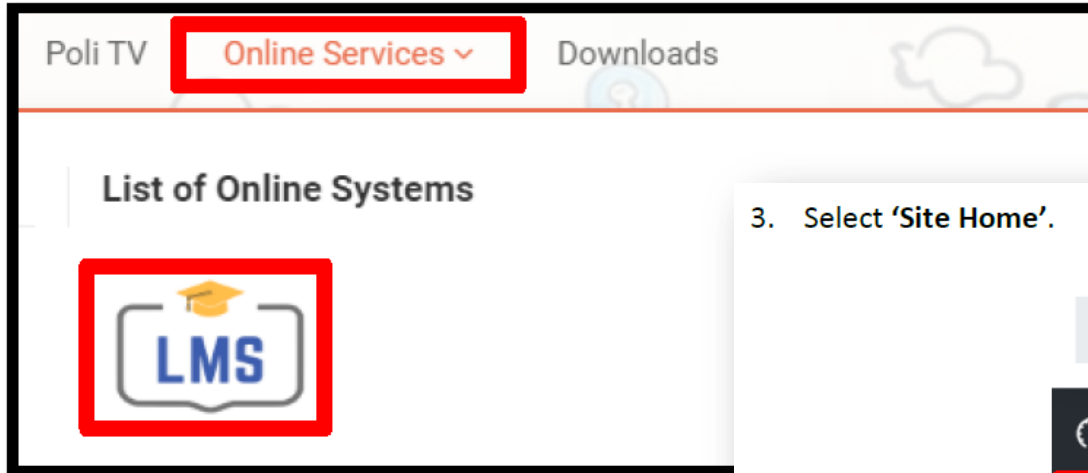 Poli TV Online Services Downloads
List of Online Systems
3. Select ‘Site Home’.
LMS